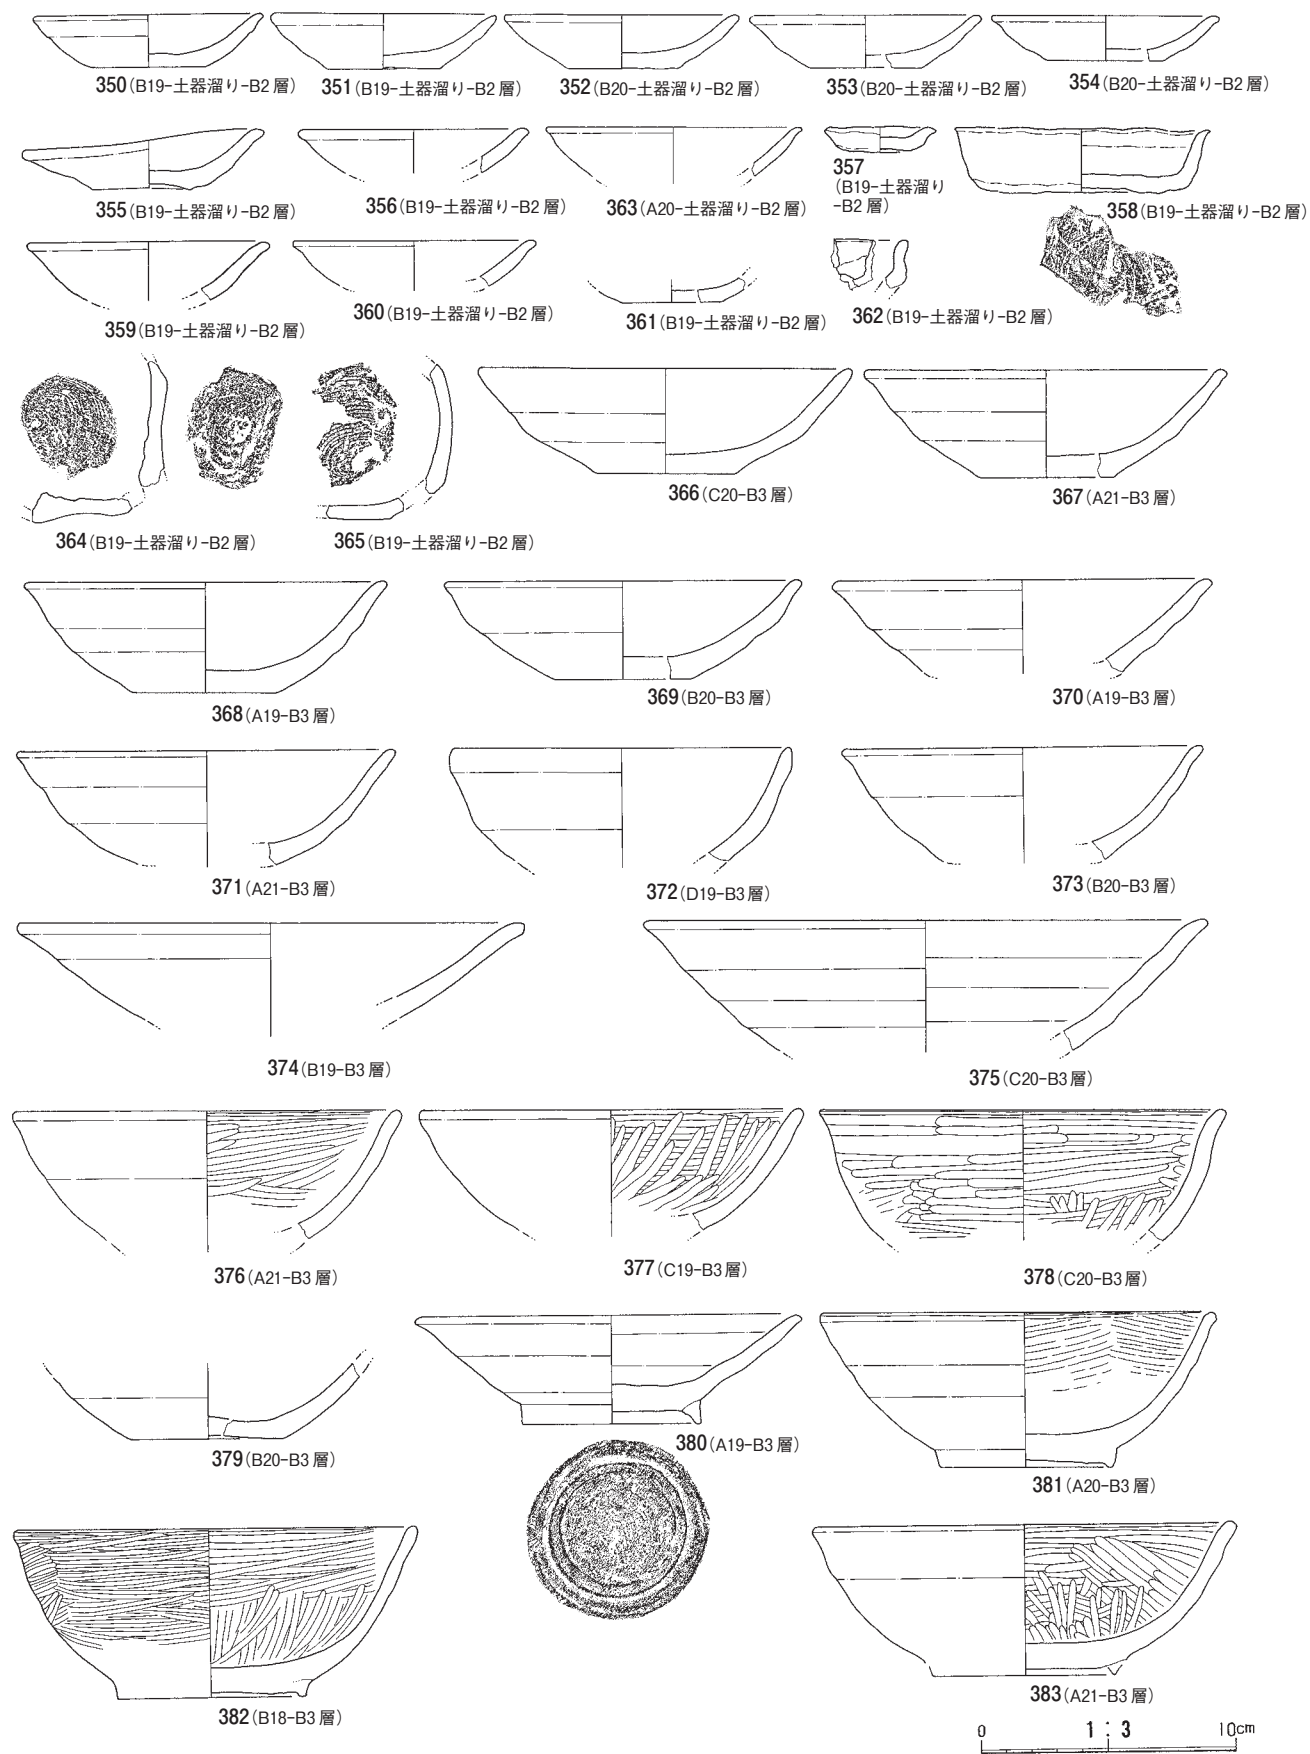 350(B19-土器溜り-B2層)
351(B19-土器溜り-B2層)
352(B20-土器溜り-B2層)
353(B20-土器溜り-B2層)
354(B20-土器溜り-B2層)
355(B19-土器溜り-B2層)
356(B19-土器溜り-B2層)
363(A20-土器溜り-B2層)
357
(B19-土器溜り
-B2層)
358(B19-土器溜り-B2層)
359(B19-土器溜り-B2層)
360(B19-土器溜り-B2層)
361(B19-土器溜り-B2層)
362(B19-土器溜り-B2層)
364(B19-土器溜り-B2層)
365(B19-土器溜り-B2層)
366(C20-B3層)
367(A21-B3層)
368(A19-B3層)
369(B20-B3層)
370(A19-B3層)
371(A21-B3層)
372(D19-B3層)
373(B20-B3層)
374(B19-B3層)
375(C20-B3層)
376(A21-B3層)
377(C19-B3層)
378(C20-B3層)
379(B20-B3層)
380(A19-B3層)
381(A20-B3層)
382(B18-B3層)
383(A21-B3層)
0 1:3 10cm